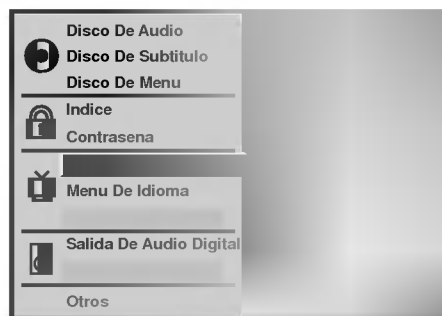 Disco De Audio
Disco De Subtitulo
Disco De Menu
Indice
Contrasena
Menu De Idioma
Salida De Audio Digital
Otros